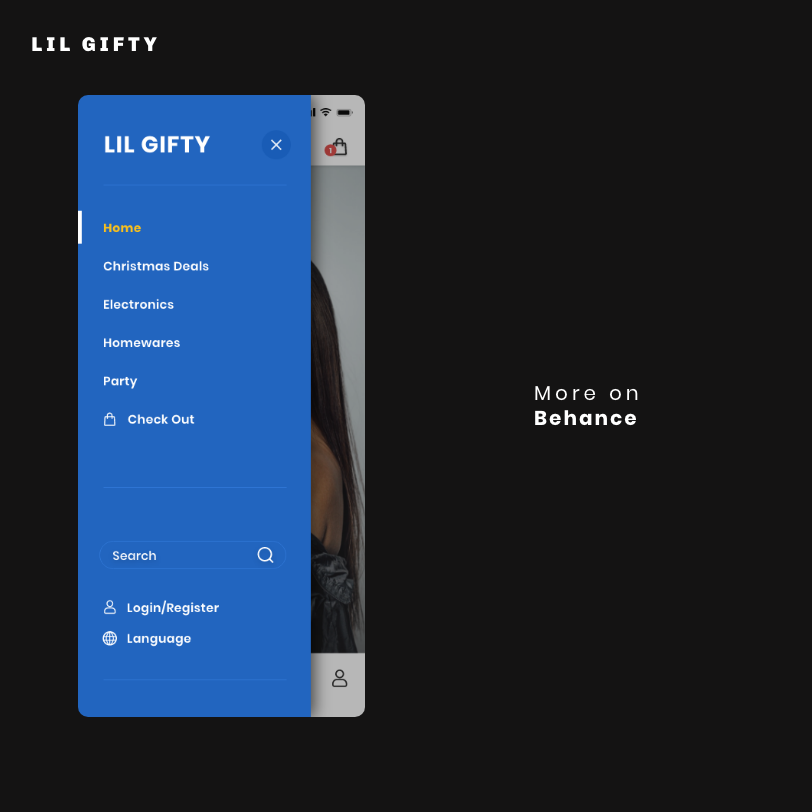 LIL GIFTY
LIL GIFTY
1
Home
Christmas Deals
Electronics
Homewares
Party
Check Out
Search
Login/Register
Language
More on
Behance